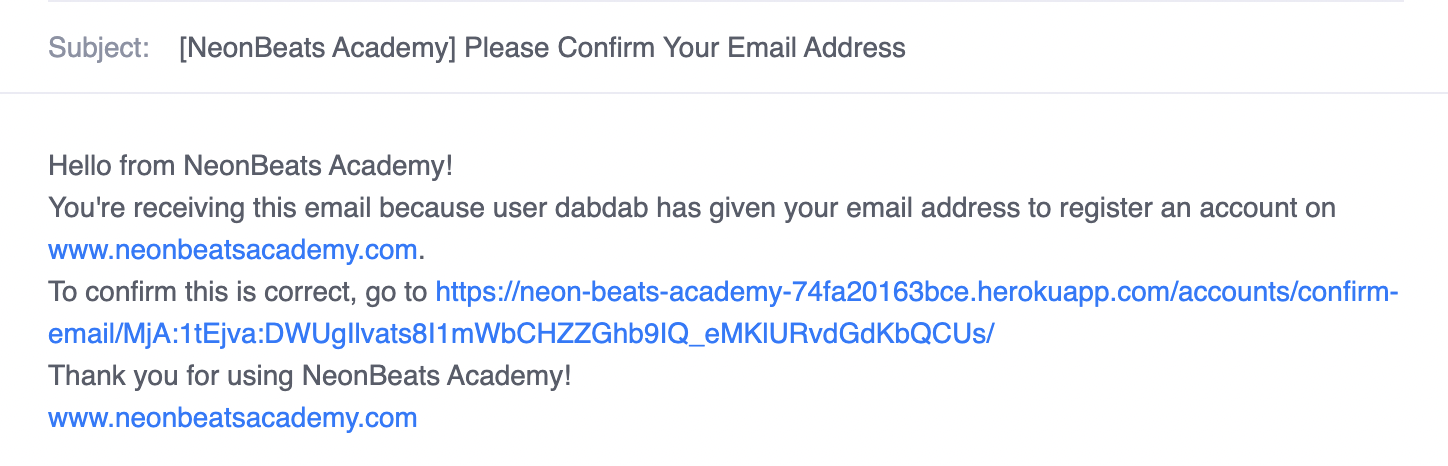 Subject: [NeonBeats Academy] Please Confirm Your Email Address
Hello from NeonBeats Academy!
You're receiving this email because user dabdab has given your email address to register an account on
www.neonbeatsacademy.com.
To confirm this is correct, go to https://neon-beats-academy-74fa20163bce.herokuapp.com/accounts/confirm-
email/MjA:1tEjva:DWUgIlvats8I1mWbCHZZGhb9IQ_eMKlURvdGdKbQCUs/
Thank you for using NeonBeats Academy!
www.neonbeatsacademy.com